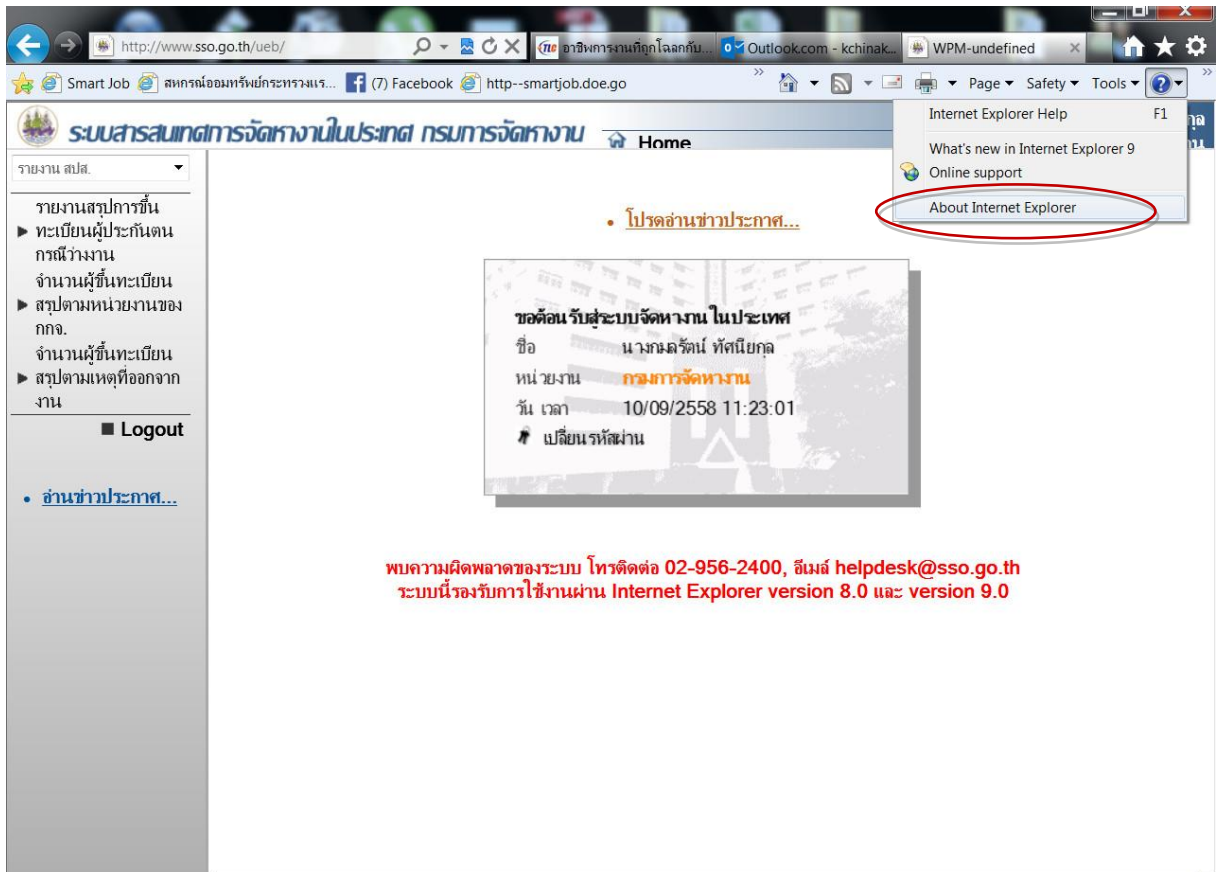 http://www.sso.go.th/ueb/
อาชีพการงานที่ถูกโฉลกกับ...
Outlook.com - kchinak...
WPM-undefined
Smart Job
สหกรณ์ออมทรัพย์กระทรวงแร...
(7) Facebook
http--smartjob.doe.go
Page
Safety
Tools
Internet Explorer Help F1
What's new in Internet Explorer 9
Online support
About Internet Explorer
ระบบสารสนเทศการจัดหางานในประเทศ กรมการจัดหางาน
Home
รายงาน สปส.
รายงานสรุปการขึ้น
ทะเบียนผู้ประกันตน
กรณีว่างงาน
จำนวนผู้ขึ้นทะเบียน
สรุปตามหน่วยงานของ
กกจ.
จำนวนผู้ขึ้นทะเบียน
สรุปตามเหตุที่ออกจาก
งาน
Logout
อ่านข่าวประกาศ...
โปรดอ่านข่าวประกาศ...
ขอต้อนรับสู่ระบบจัดหางานในประเทศ
ชื่อ นางกมลรัตน์ ทัศนียกุล
หน่วยงาน กรมการจัดหางาน
วัน เวลา 10/09/2558 11:23:01
เปลี่ยนรหัสผ่าน
พบความผิดพลาดของระบบ โทรติดต่อ 02-956-2400, อีเมล์ helpdesk@sso.go.th
ระบบนี้รองรับการใช้งานผ่าน Internet Explorer version 8.0 และ version 9.0